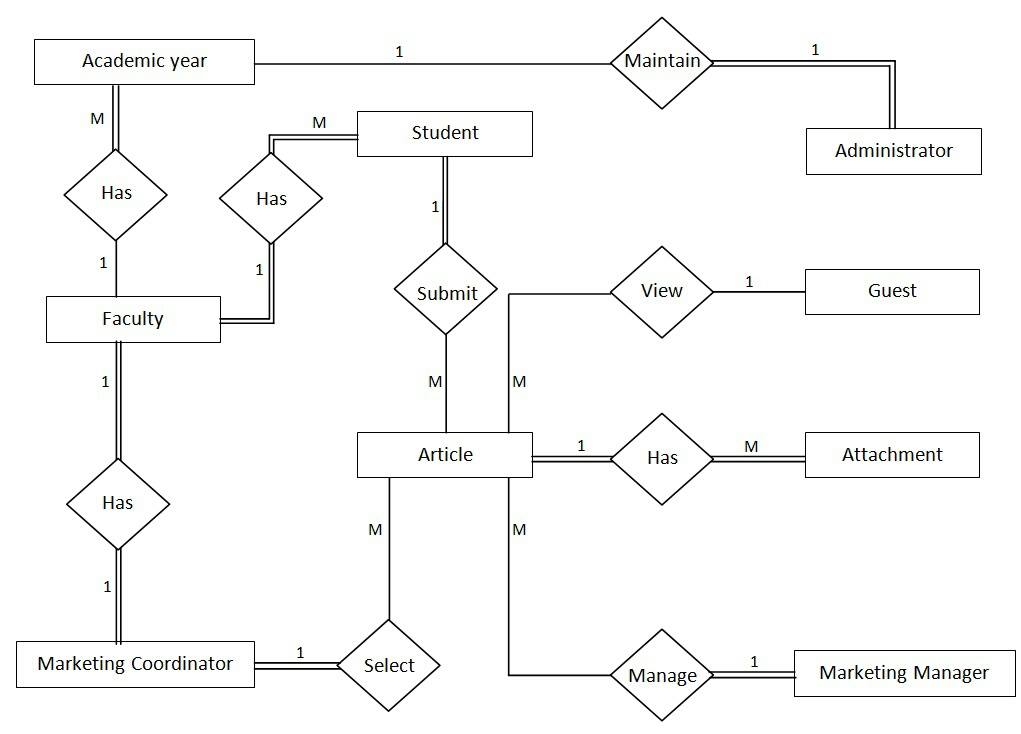 1
1
Academic year
Maintain
M
M
Student
Administrator
Has
Has
1
1
1
Submit
View
1
Guest
Faculty
1
M
M
Article
1
Has
M
Attachment
Has
M
M
1
Marketing Coordinator
1
Select
Manage
1
Marketing Manager